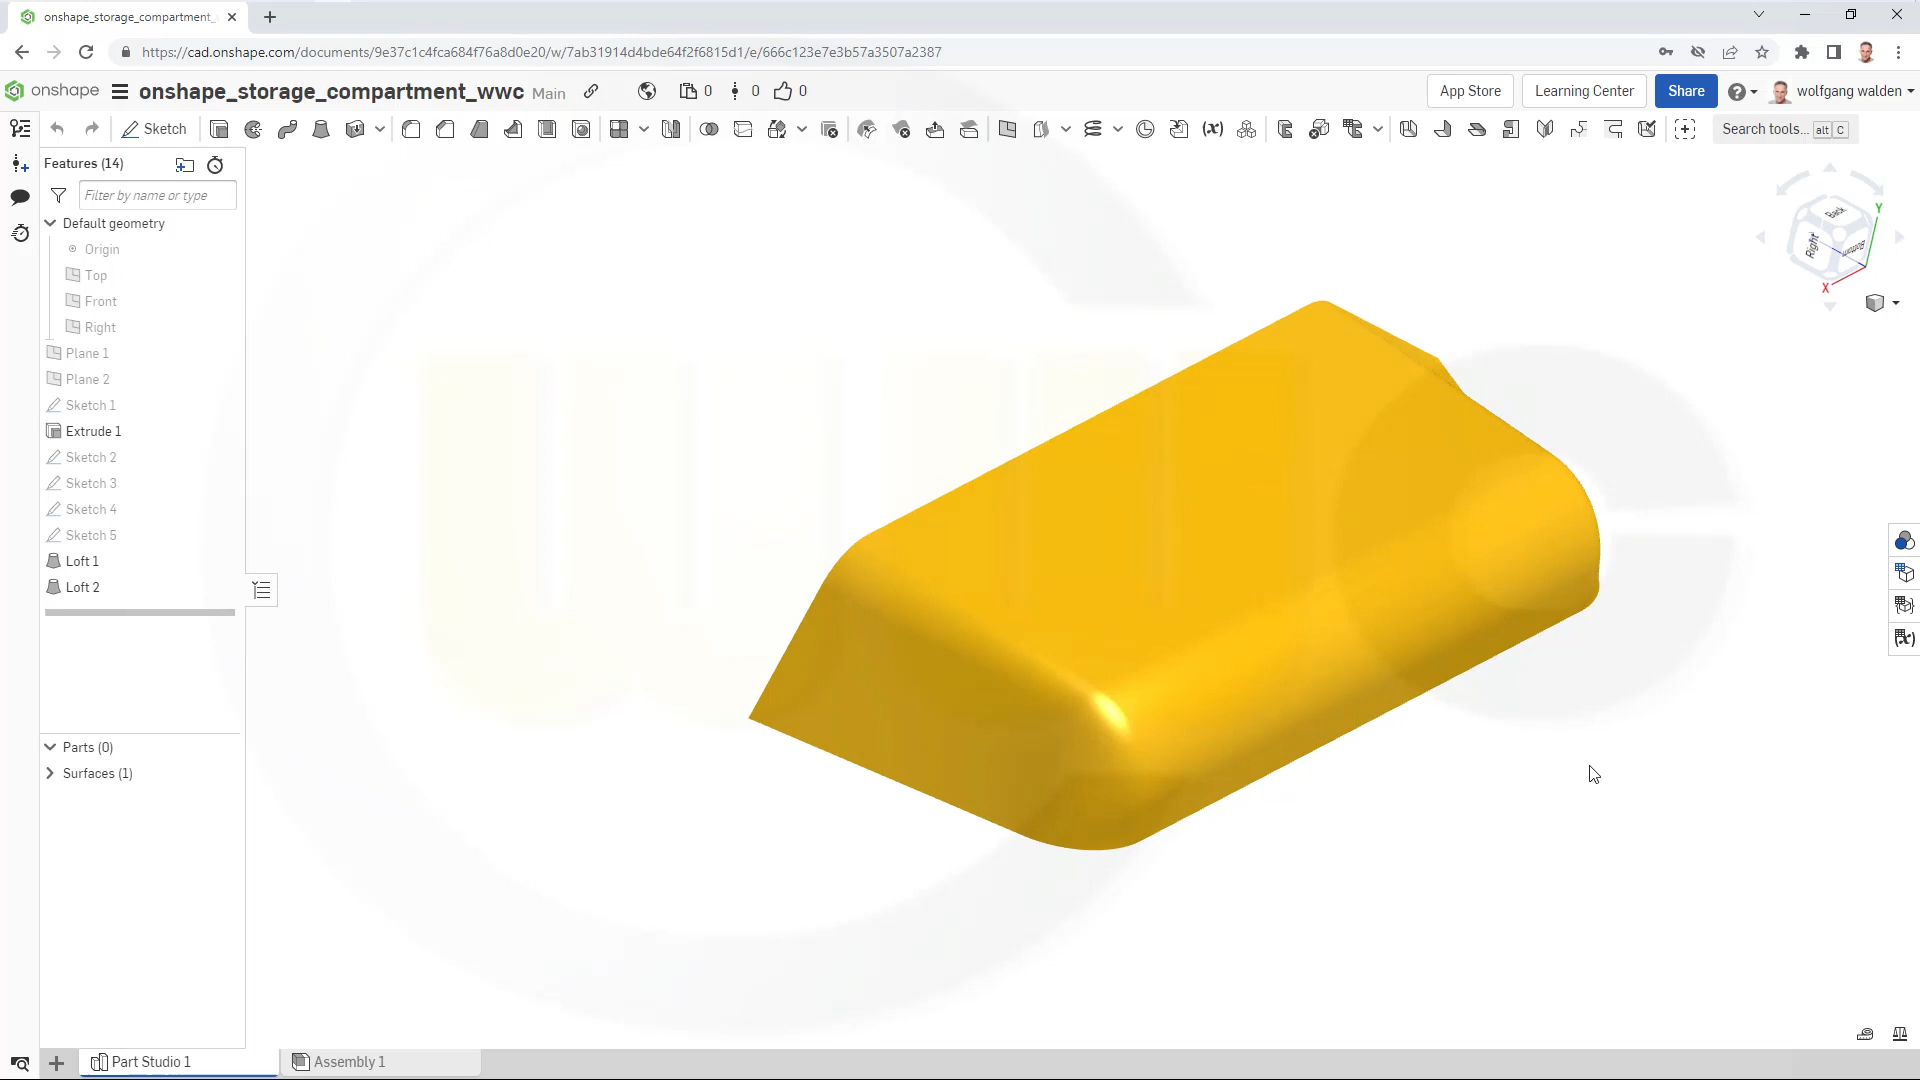 onshape_storage_compartment_
https://cad.onshape.com/documents/9e37c1c4fca684f76a8d0e20/w/7ab31914d4bde64f2f6815d1/e/666c123e7e3b57a3507a2387
onshape onshape_storage_compartment_wwc Main 0 0 0 App Store Learning Center Share wolfgang walden
Sketch Search tools... alt C
Features (14)
Filter by name or type
Default geometry
Origin
Top
Front
Right
Plane 1
Plane 2
Sketch 1
Extrude 1
Sketch 2
Sketch 3
Sketch 4
Sketch 5
Loft 1
Loft 2
Parts (0)
Surfaces (1)
Back
Right
Bottom
Y
X
Part Studio 1
Assembly 1